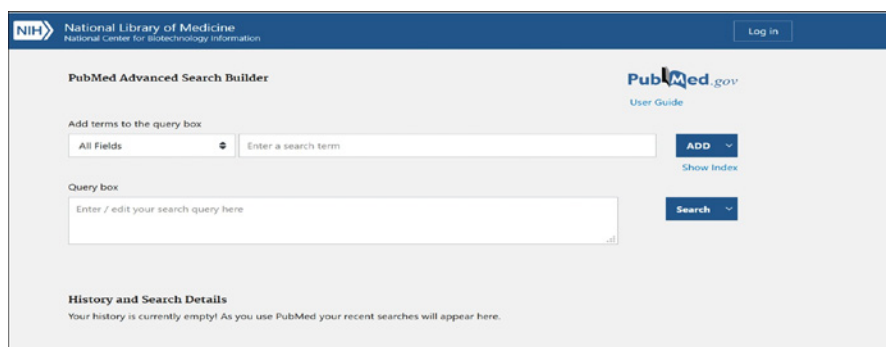 NIH
National Library of Medicine
National Center for Biotechnology Information
Log in
PubMed Advanced Search Builder
PubMed.gov
User Guide
Add terms to the query box
All Fields
Enter a search term
ADD
Show Index
Query box
Enter / edit your search query here
Search
History and Search Details
Your history is currently empty! As you use PubMed your recent searches will appear here.